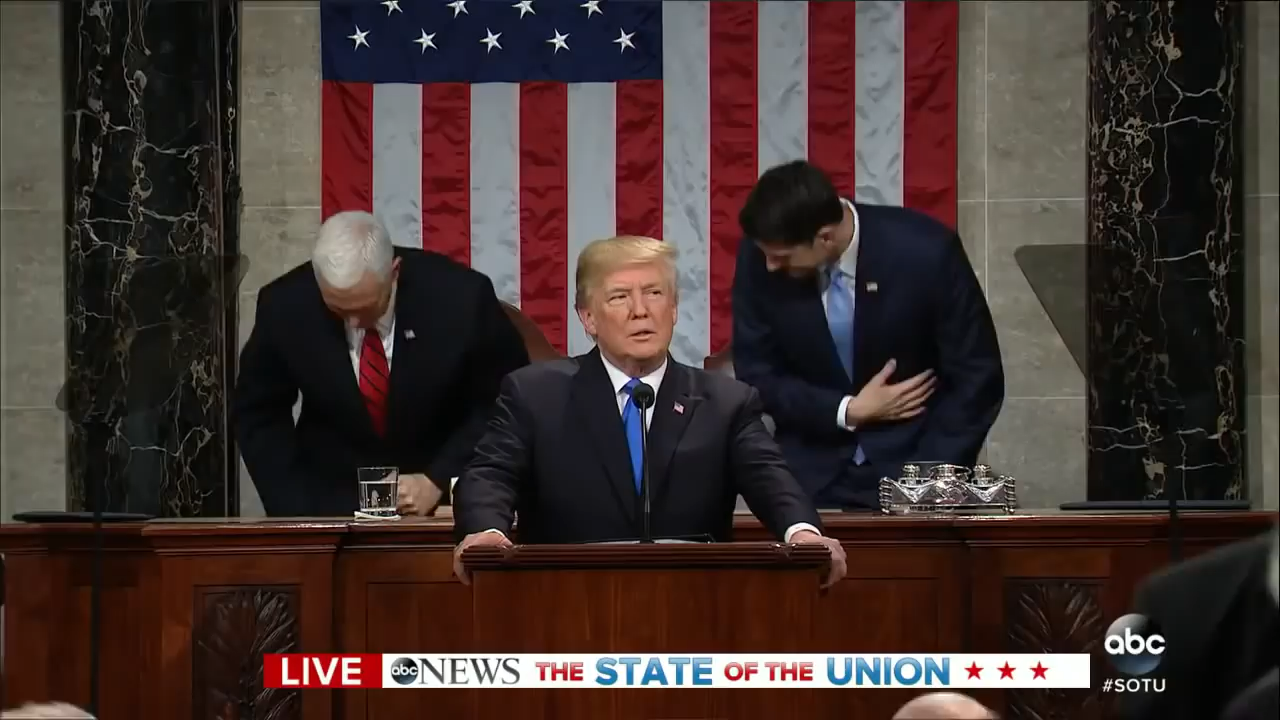 LIVE abc NEWS THE STATE OF THE UNION
abc
#SOTU